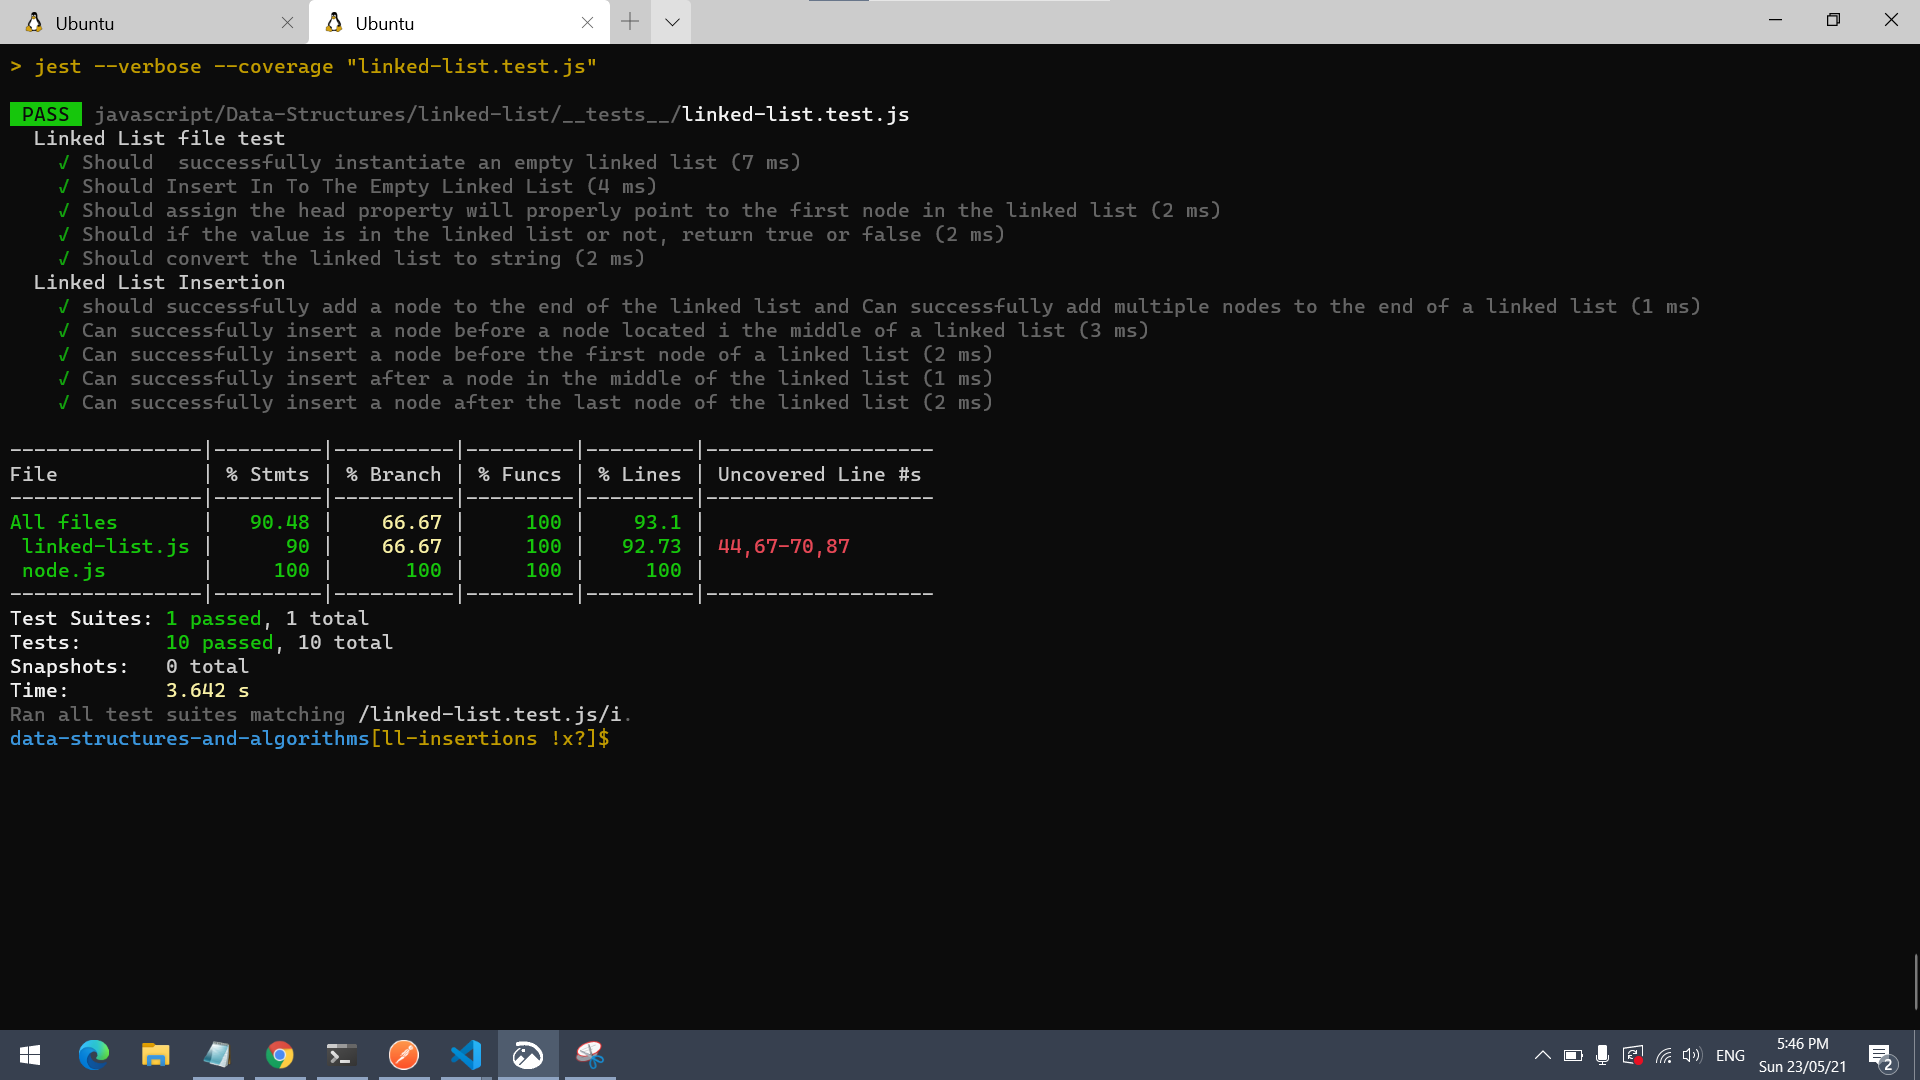 Ubuntu
Ubuntu
> jest --verbose --coverage "linked-list.test.js"
PASS javascript/Data-Structures/linked-list/__tests__/linked-list.test.js
Linked List file test
√ Should  successfully instantiate an empty linked list (7 ms)
√ Should Insert In To The Empty Linked List (4 ms)
√ Should assign the head property will properly point to the first node in the linked list (2 ms)
√ Should if the value is in the linked list or not, return true or false (2 ms)
√ Should convert the linked list to string (2 ms)
Linked List Insertion
√ should successfully add a node to the end of the linked list and Can successfully add multiple nodes to the end of a linked list (1 ms)
√ Can successfully insert a node before a node located i the middle of a linked list (3 ms)
√ Can successfully insert a node before the first node of a linked list (2 ms)
√ Can successfully insert after a node in the middle of the linked list (1 ms)
√ Can successfully insert a node after the last node of the linked list (2 ms)
----------------|---------|----------|---------|---------|-------------------
File            | % Stmts | % Branch | % Funcs | % Lines | Uncovered Line #s
----------------|---------|----------|---------|---------|-------------------
All files       |   90.48 |    66.67 |     100 |    93.1 |
linked-list.js |      90 |    66.67 |     100 |   92.73 | 44,67-70,87
node.js        |     100 |      100 |     100 |     100 |
----------------|---------|----------|---------|---------|-------------------
Test Suites: 1 passed, 1 total
Tests:       10 passed, 10 total
Snapshots:   0 total
Time:        3.642 s
Ran all test suites matching /linked-list.test.js/i.
data-structures-and-algorithms[ll-insertions !x?]$
ENG
5:46 PM
Sun 23/05/21
2